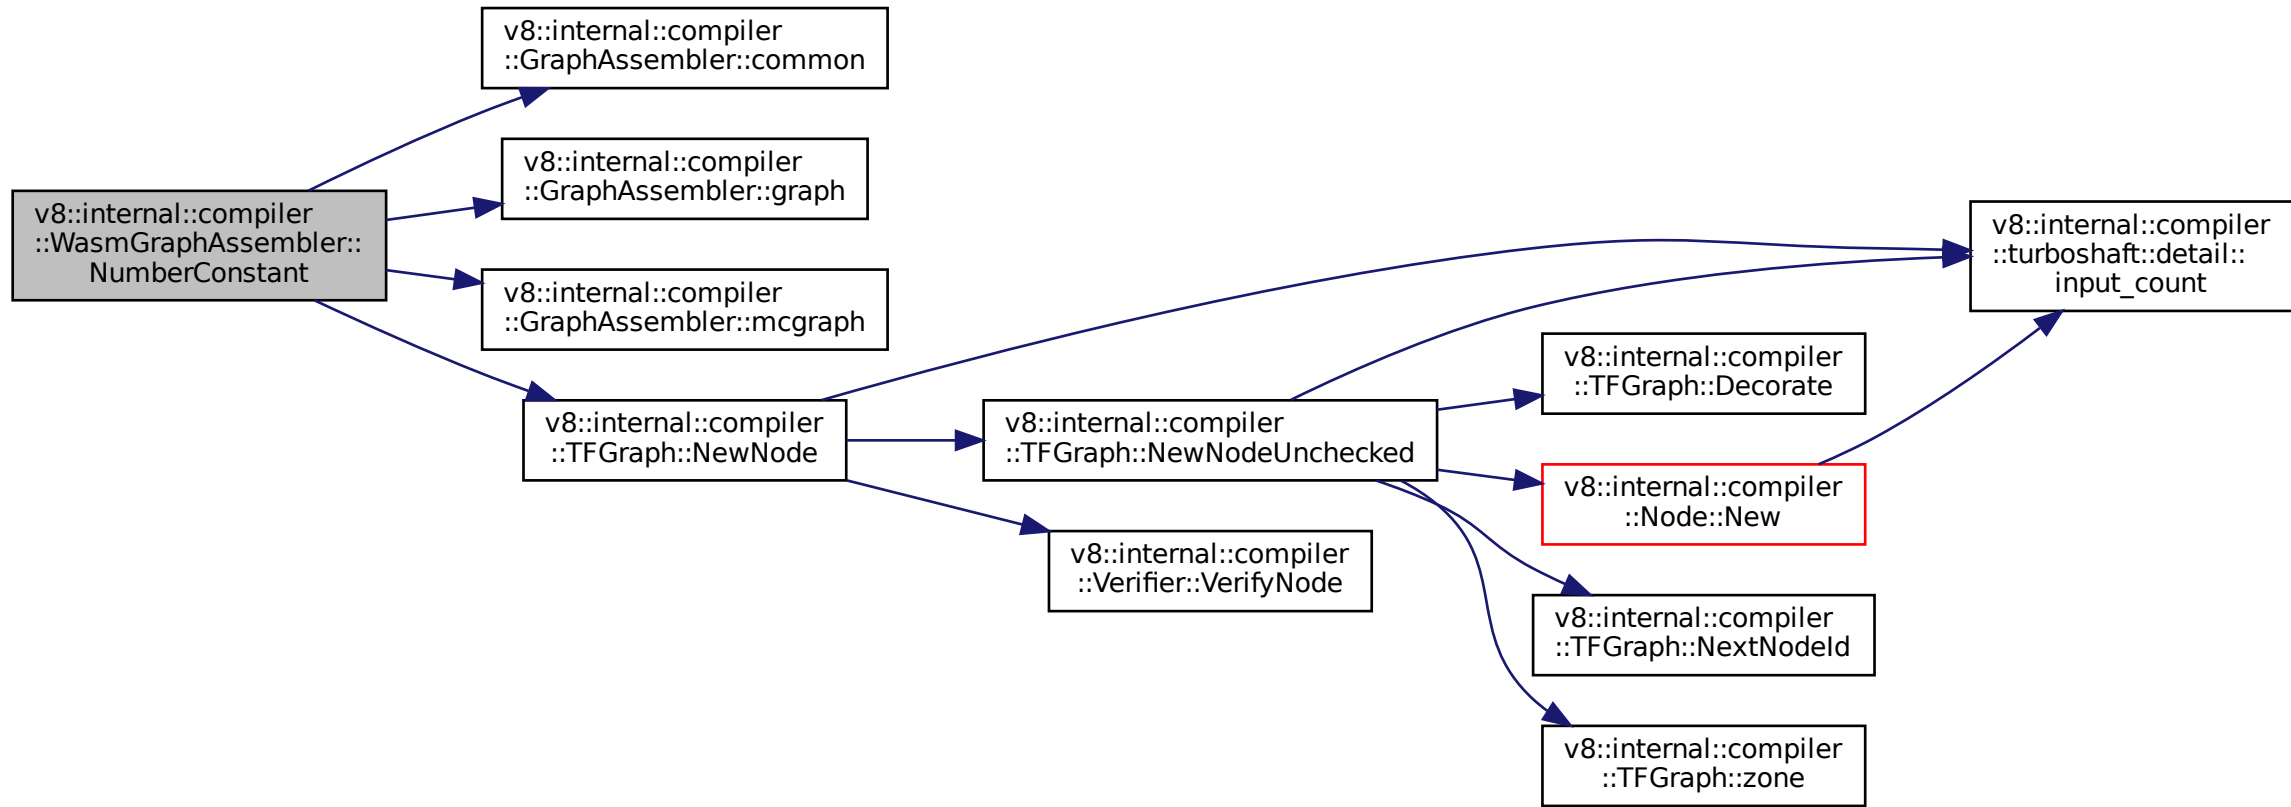 v8::internal::compiler
::WasmGraphAssembler::
NumberConstant
v8::internal::compiler
::GraphAssembler::common
v8::internal::compiler
::GraphAssembler::graph
v8::internal::compiler
::GraphAssembler::mcgraph
v8::internal::compiler
::TFGraph::NewNode
v8::internal::compiler
::TFGraph::NewNodeUnchecked
v8::internal::compiler
::Verifier::VerifyNode
v8::internal::compiler
::TFGraph::Decorate
v8::internal::compiler
::Node::New
v8::internal::compiler
::TFGraph::NextNodeId
v8::internal::compiler
::TFGraph::zone
v8::internal::compiler
::turboshaft::detail::
input_count